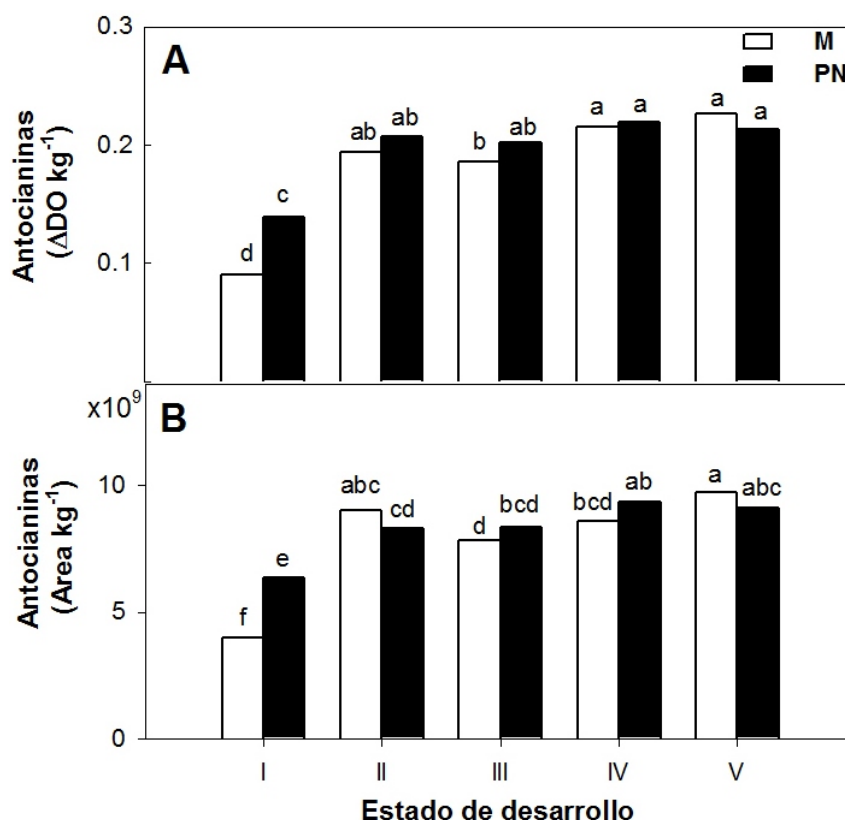 0.3
A
M
PN
Antocianinas
(ΔDO kg⁻¹)
0.2
0.1
d
c
ab
ab
b
ab
a
a
a
a
x10⁹
B
Antocianinas
(Area kg⁻¹)
10
5
0
f
e
abc
cd
d
bcd
bcd
ab
a
abc
I
II
III
IV
V
Estado de desarrollo